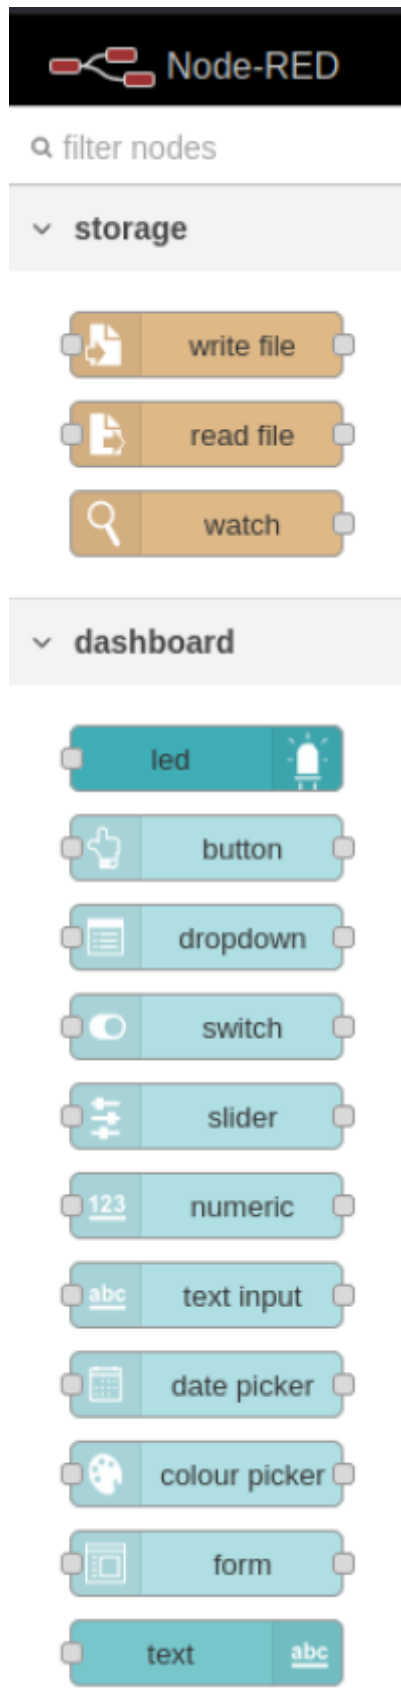 Node-RED
filter nodes
storage
write file
read file
watch
dashboard
led
button
dropdown
switch
slider
123 numeric
abc text input
date picker
colour picker
form
text abc